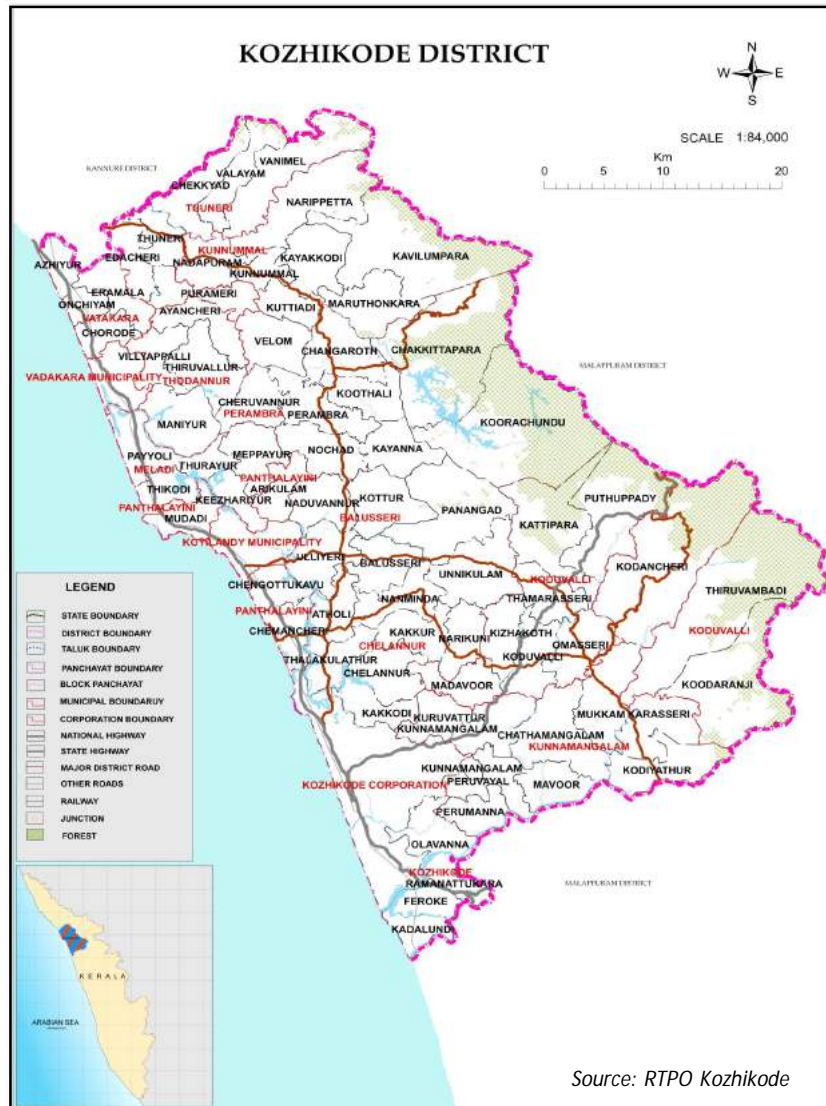 KOZHIKODE DISTRICT
N
W E
S
SCALE 1:84,000
Km
0 5 10 20
KANNURE DISTRICT
VANIMEL
VALAYAM
CHEKKYAD
TUUNERI
NARIPPETTA
THUNERI
KUNNUMMAL
EDACHERI
NADAPURAM
KAYAKKODI
KAVILUMPARA
AZHIYUR
KUNNUMMAL
ERAMALA
PURAMERI
ONCHIYAM
AYANCHERI
KUTTIADI
MARUTHONKARA
VATAKARA
CHORODE
VELOM
CHANGAROTH
CHAKKITTAPARA
VILLYAPPALLI
THIRUVALLUR
MALAPPURAM DISTRICT
VADAKARA MUNICIPALITY
THODANNUR
KOOTHALI
CHERUVANNUR
PERAMBRA
PERAMBRA
KOORACHUNDU
MANIYUR
NOCHAD
KAYANNA
PAYYOLI
MEPPAYUR
MELADI
THURAYUR
PANTHALAYINI
THIKODI
ARIKULAM
KEEZHARIYUR
NADUVANNUR
KOTTUR
PUTHUPPADY
PANTHALAYINI
MUDADI
BALUSSERI
PANANGAD
KATTIPARA
KOYILANDY MUNICIPALITY
ULLIYERI
BALUSSERI
KODANCHERI
CHENGOTTUKAVU
UNNIKULAM
KODUVALLI
THIRUVAMBADI
NANMINDA
THAMARASSERI
PANTHALAYINI
ATHOLI
CHEMANCHERI
KAKKUR
NARIKUNI
KIZHAKOTH
OMASSERI
KODUVALLI
CHELANNUR
THALAKULATHUR
KODUVALLI
CHELANNUR
MADAVOOR
KOODARANJI
KAKKODI
KURUVATTUR
MUKKAM
KARASSERI
KUNNAMANGALAM
CHATHAMANGALAM
KUNNAMANGALAM
KUNNAMANGALAM
KODIYATHUR
KOZHIKODE CORPORATION
PERUVAYAL
MAVOOR
PERUMANNA
OLAVANNA
KOZHIKODE
RAMANATTUKARA
MALAPPURAM DISTRICT
FEROKE
KADALUNDI
LEGEND
STATE BOUNDARY
DISTRICT BOUNDARY
TALUK BOUNDARY
PANCHAYAT BOUNDARY
BLOCK PANCHAYAT
MUNICIPAL BOUNDARUY
CORPORATION BOUNDARY
NATIONAL HIGHWAY
STATE HIGHWAY
MAJOR DISTRICT ROAD
OTHER ROADS
RAILWAY
JUNCTION
FOREST
KERALA
ARABIAN SEA
Source: RTPO Kozhikode